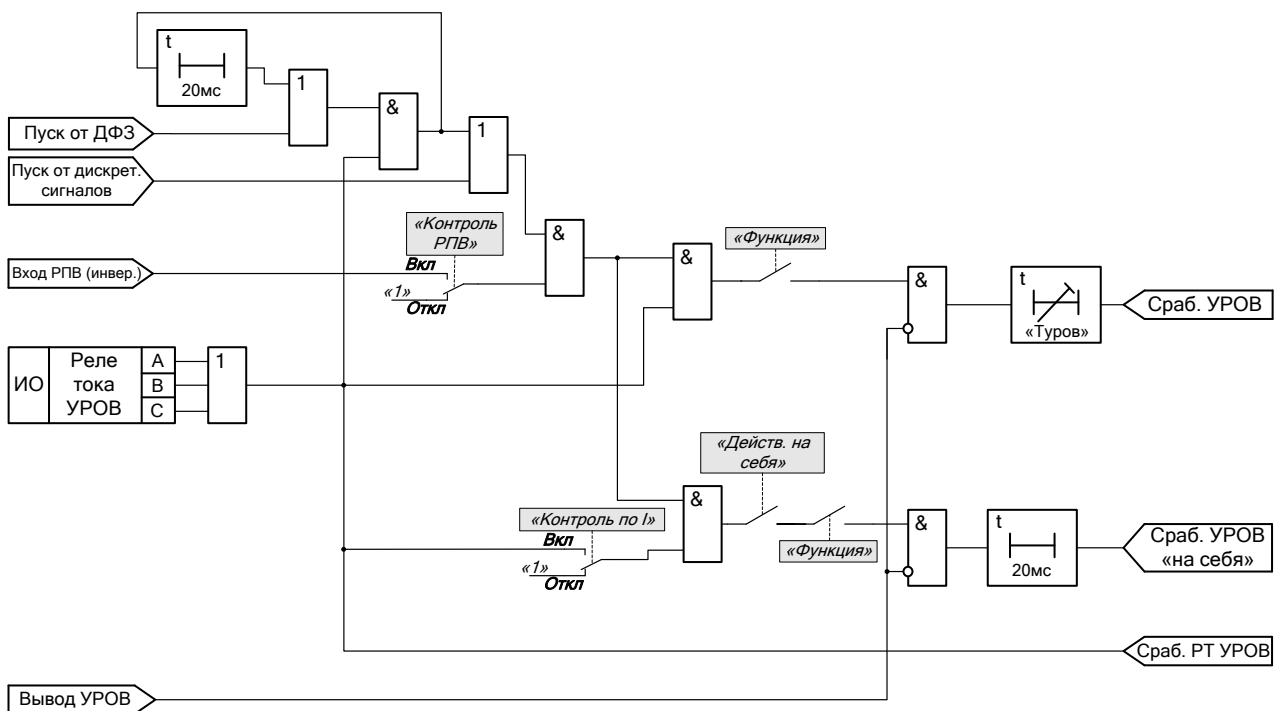 t
20мс
1
&
1
Пуск от ДФЗ
Пуск от дискрет.
сигналов
«Контроль
РПВ»
&
&
«Функция»
Вкл
Вход РПВ (инвер.)
«1»
Откл
&
t
«Туров»
Сраб. УРОВ
ИО
Реле
тока
УРОВ
A
B
C
1
«Действ. на
себя»
&
«Контроль по I»
Вкл
«1»
Откл
«Функция»
&
t
20мс
Сраб. УРОВ
«на себя»
Сраб. РТ УРОВ
Вывод УРОВ